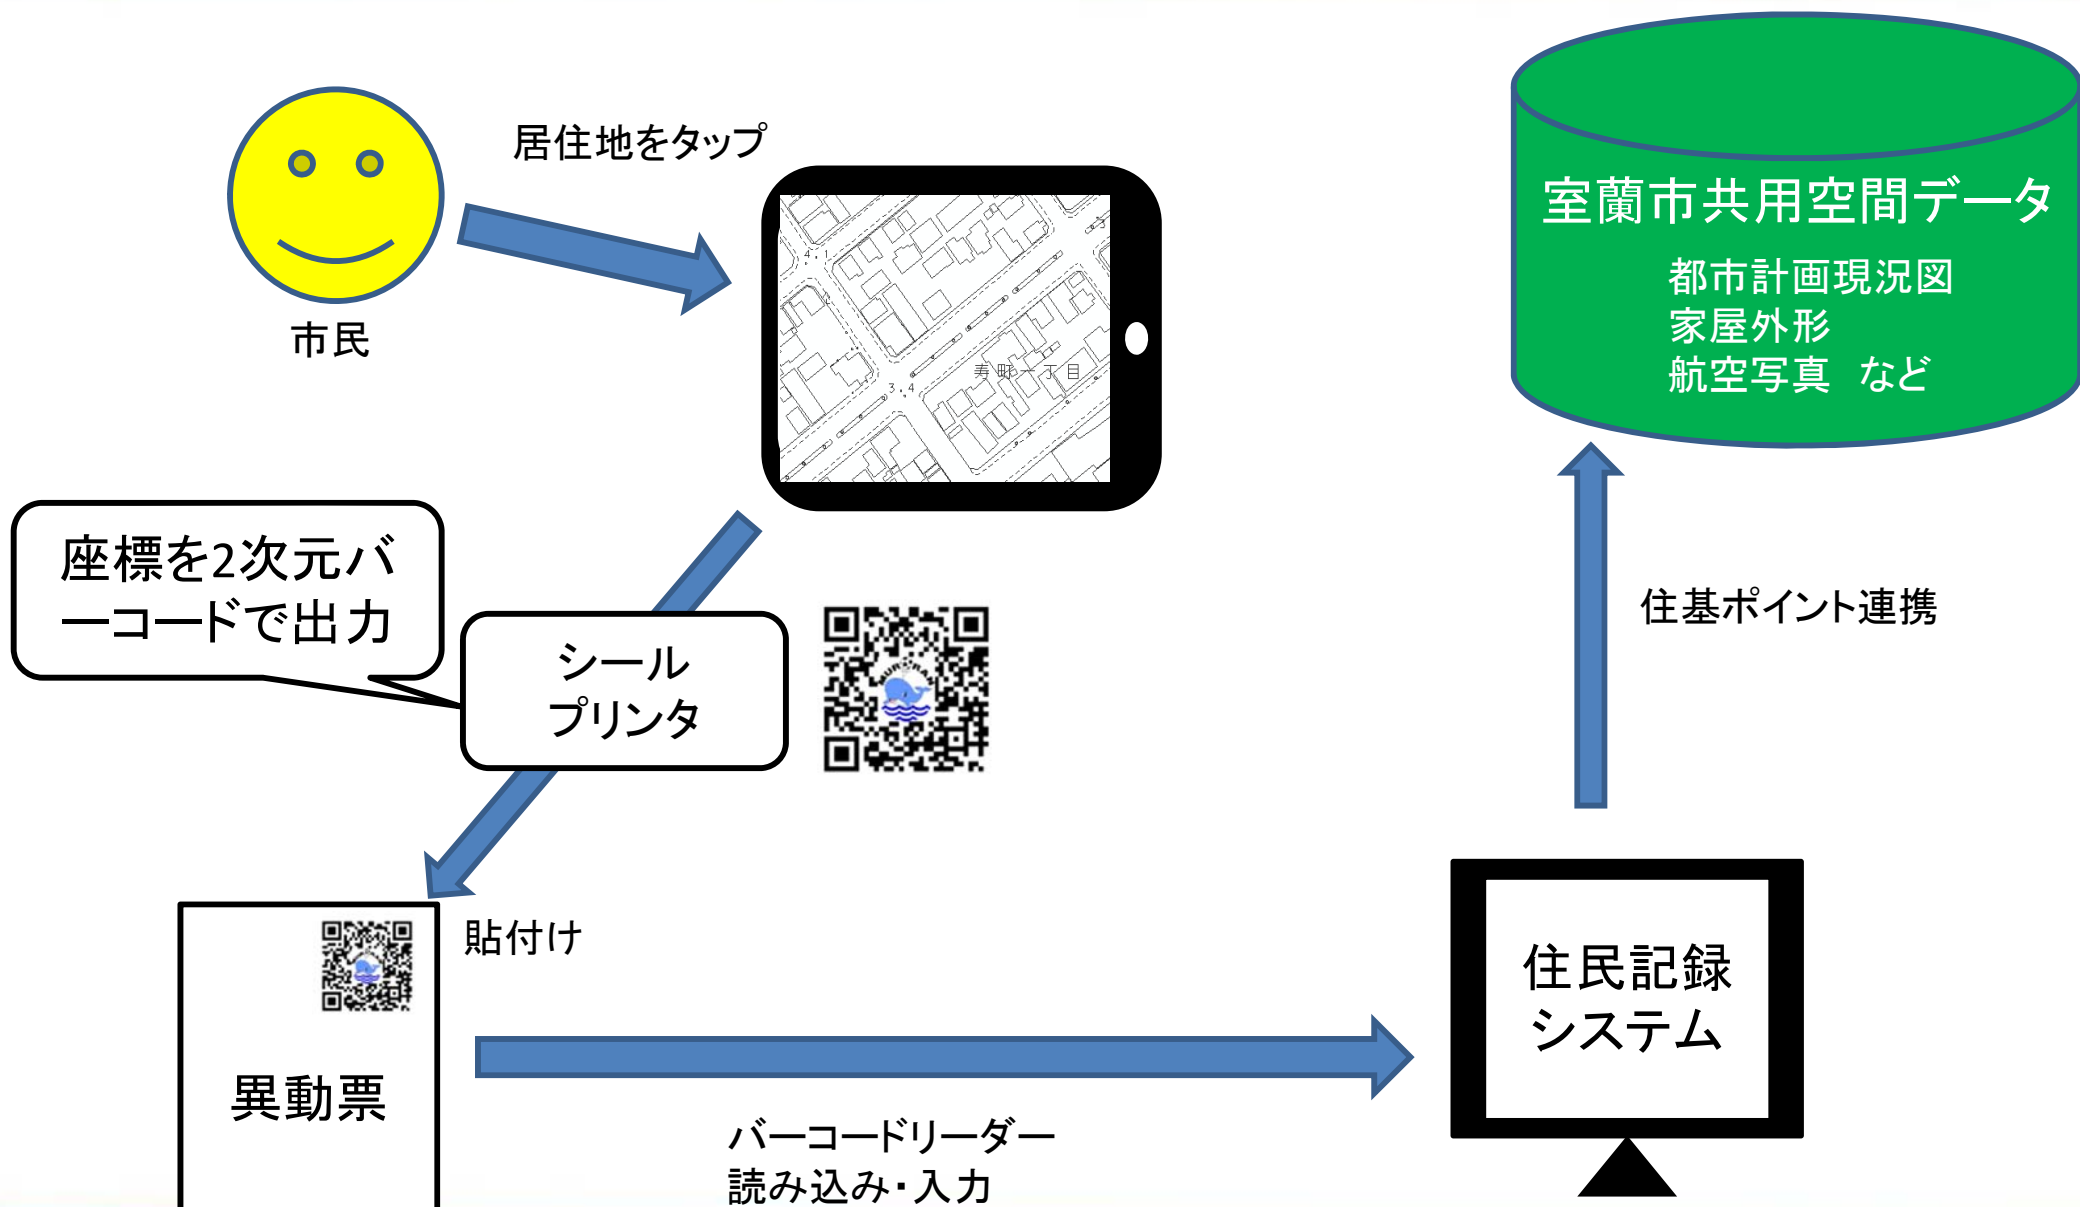 居住地をタップ
市民
4.1
3.4
寿町一丁目
室蘭市共用空間データ
都市計画現況図
家屋外形
航空写真 など
座標を2次元バ
ーコードで出力
シール
プリンタ
MURORAN
住基ポイント連携
貼付け
異動票
バーコードリーダー
読み込み・入力
住民記録
システム